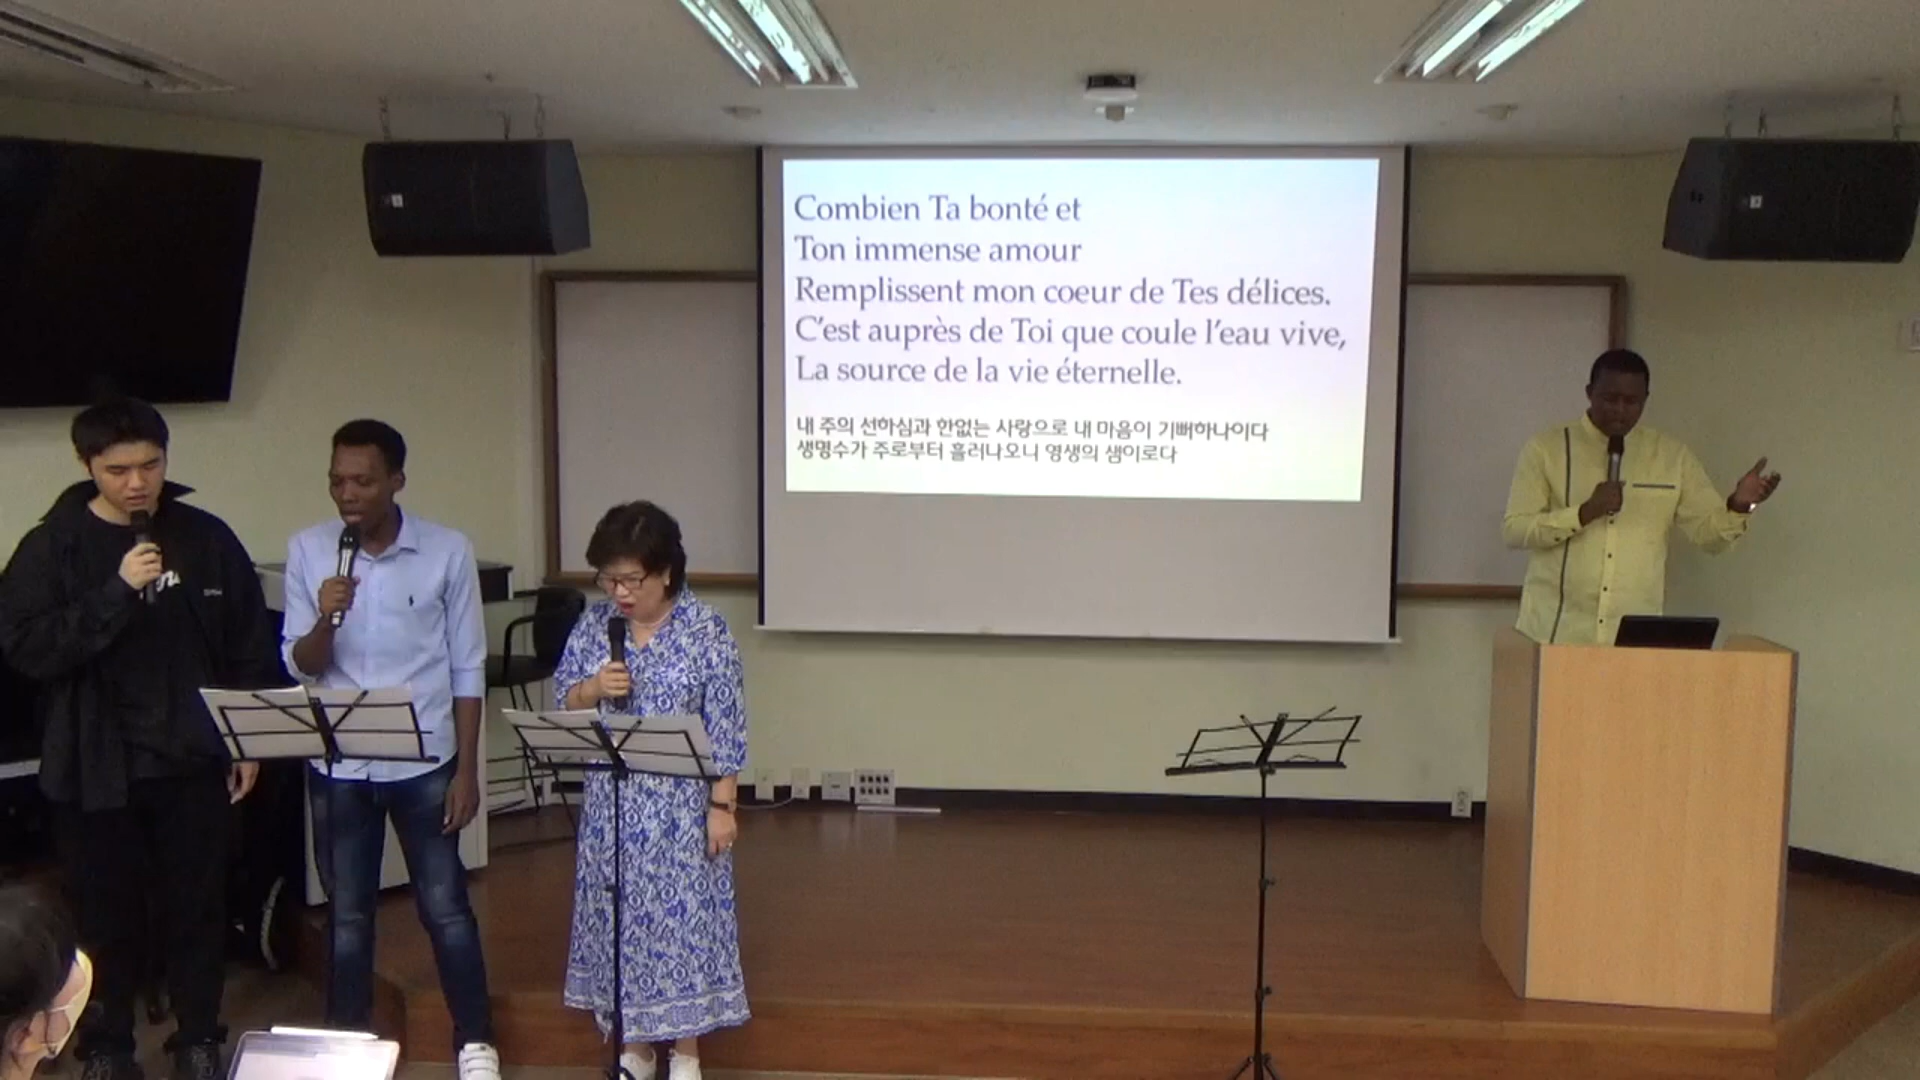 Combien Ta bonté et
Ton immense amour
Remplissent mon coeur de Tes délices.
C'est auprès de Toi que coule l'eau vive,
La source de la vie éternelle.
내 주의 선하심과 한없는 사랑으로 내 마음이 기뻐하나이다
생명수가 주로부터 흘러나오니 영생의 샘이로다